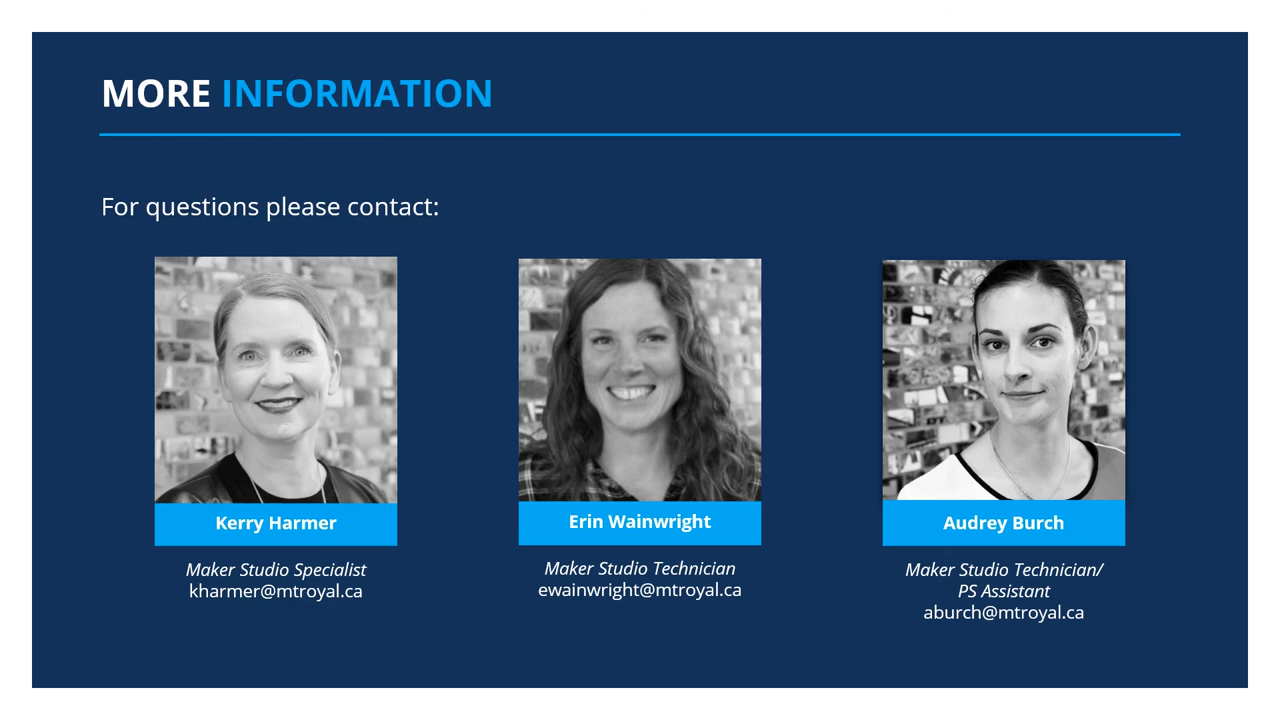 MORE INFORMATION
For questions please contact:
Kerry Harmer
Maker Studio Specialist
kharmer@mtroyal.ca
Erin Wainwright
Maker Studio Technician
ewainwright@mtroyal.ca
Audrey Burch
Maker Studio Technician/
PS Assistant
aburch@mtroyal.ca